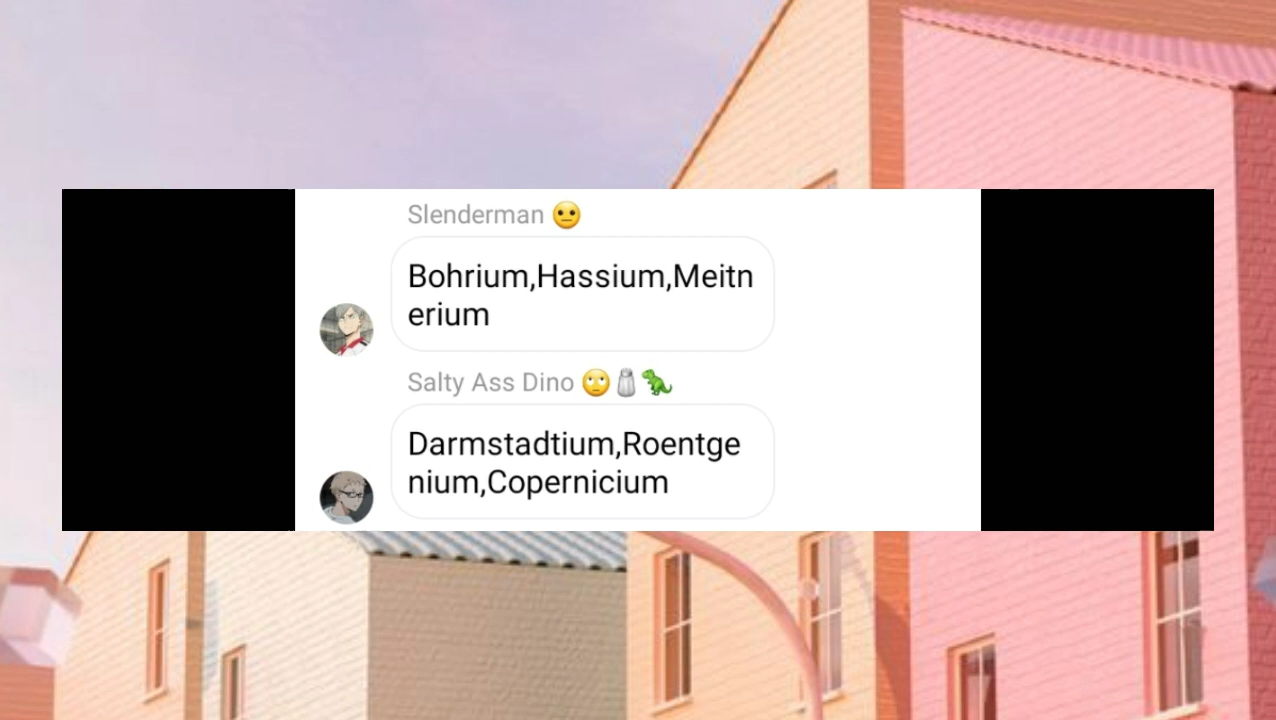 Slenderman 😐
Bohrium,Hassium,Meitn
erium
Salty Ass Dino 🙄🧂🦖
Darmstadtium,Roentge
nium,Copernicium